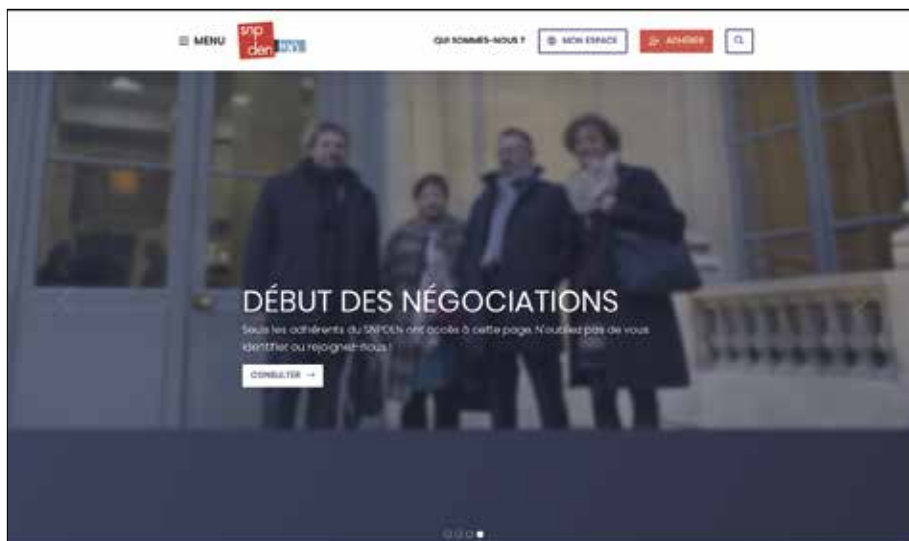 MENU
snp
den
QUI SOMMES-NOUS ?
MON ESPACE
ADHÉRER
DÉBUT DES NÉGOCIATIONS
Seuls les adhérents du SNPDEN ont accès à cette page. N'oubliez pas de vous
identifier ou rejoignez-nous !
CONSULTER →